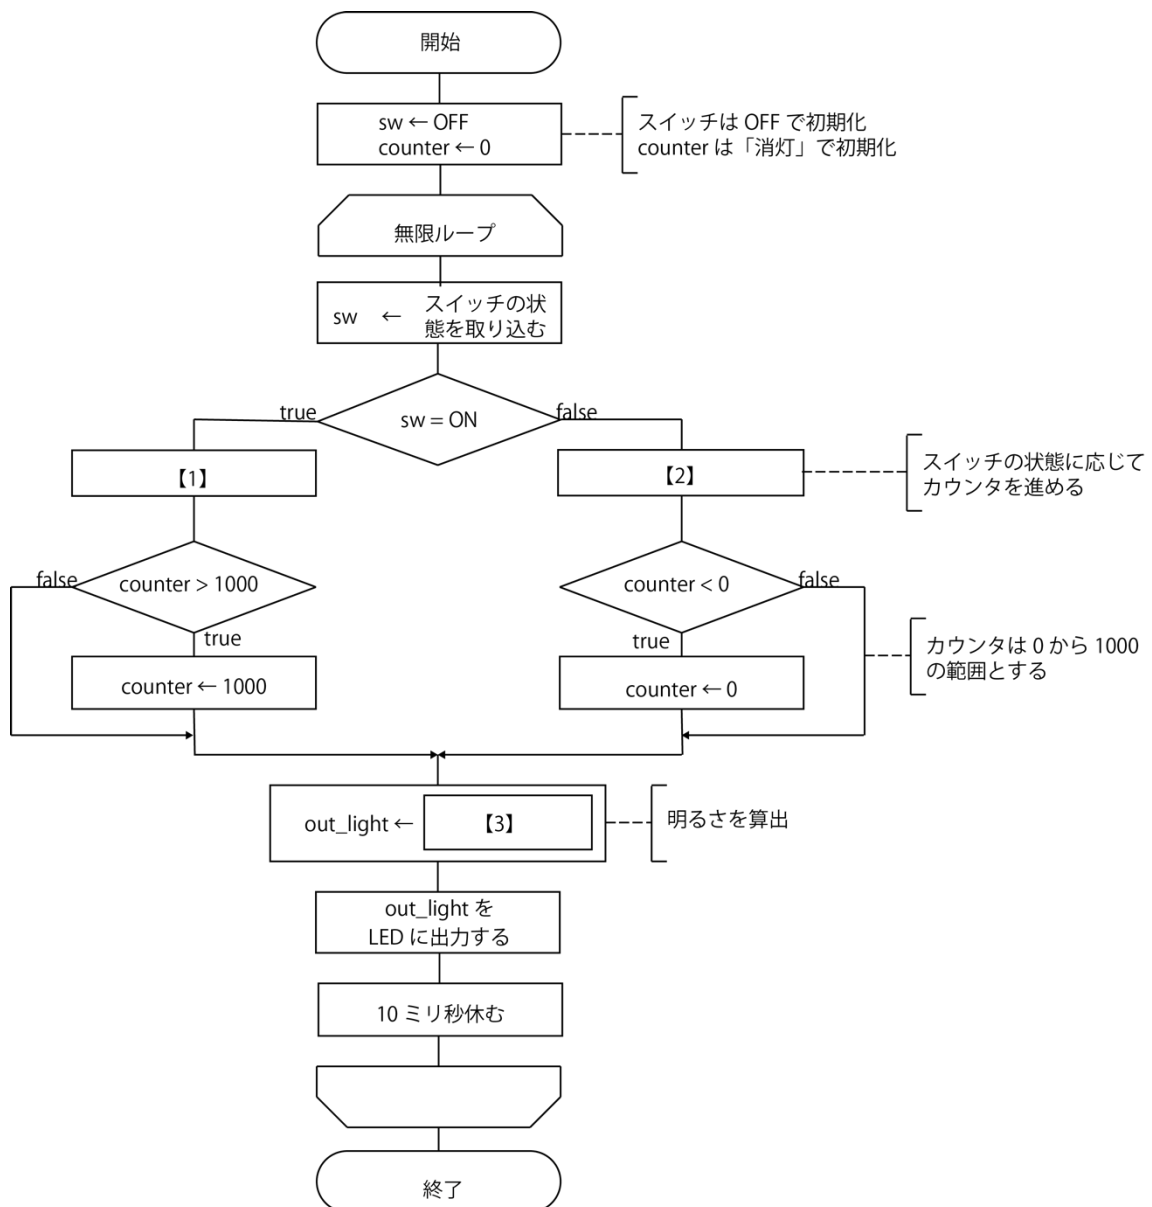 開始
sw ← OFF
counter ← 0
スイッチは OFF で初期化
counter は「消灯」で初期化
無限ループ
sw ← スイッチの状
態を取り込む
sw = ON
true
false
【1】
【2】
スイッチの状態に応じて
カウンタを進める
counter > 1000
false
true
counter < 0
false
true
counter ← 1000
counter ← 0
カウンタは 0 から 1000
の範囲とする
out_light ← 【3】
明るさを算出
out_light を
LED に出力する
10 ミリ秒休む
終了